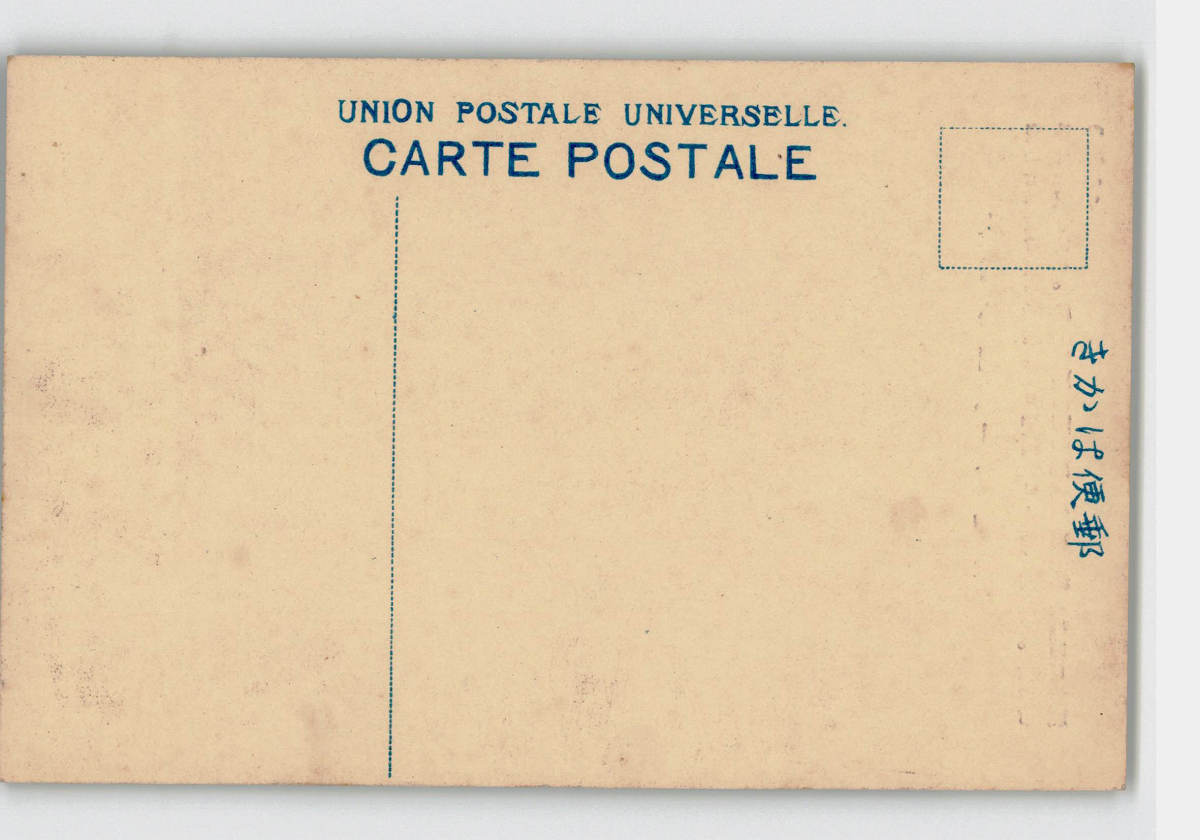 UNION POSTALE UNIVERSELLE.
CARTE POSTALE
郵便はかき